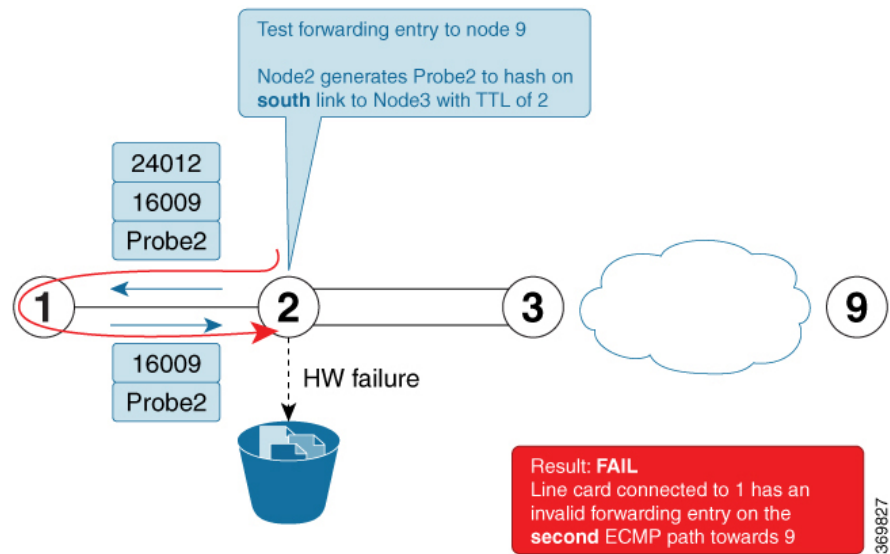 Test forwarding entry to node 9
Node2 generates Probe2 to hash on
south link to Node3 with TTL of 2
24012
16009
Probe2
1
2
3
9
16009
Probe2
HW failure
Result: FAIL
Line card connected to 1 has an
invalid forwarding entry on the
second ECMP path towards 9
369827